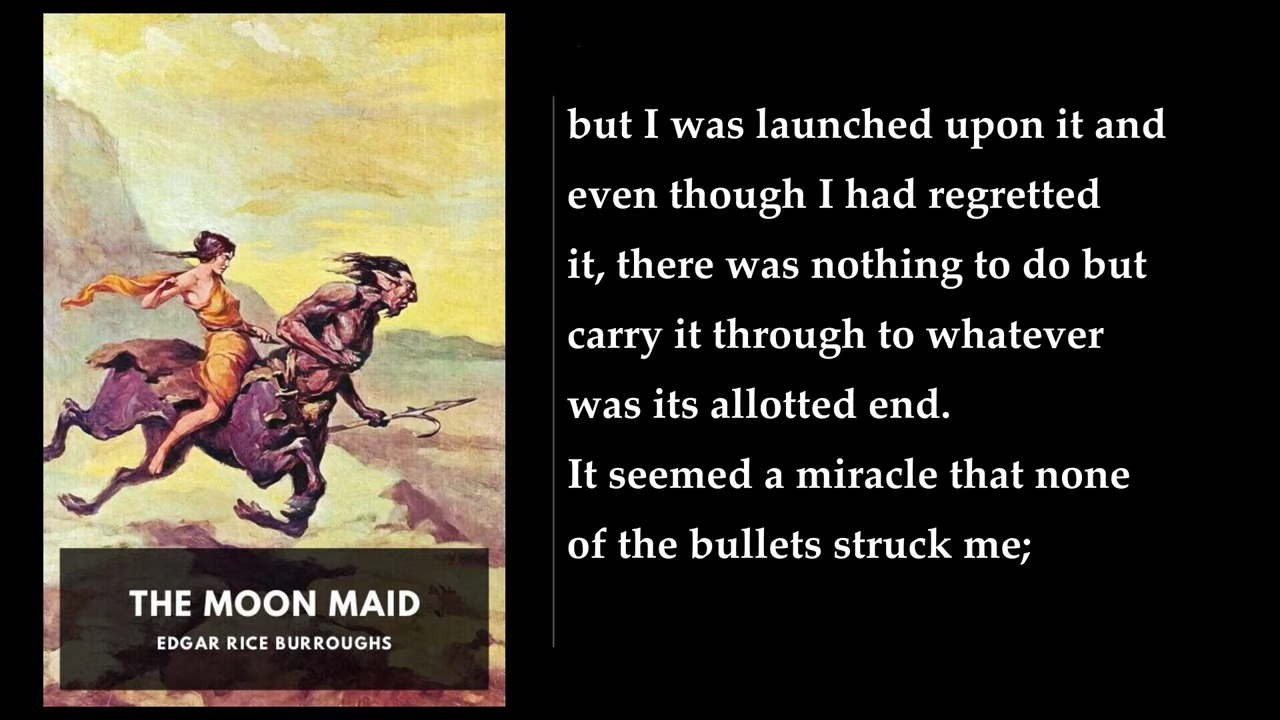 THE MOON MAID
EDGAR RICE BURROUGHS
but I was launched upon it and
even though I had regretted
it, there was nothing to do but
carry it through to whatever
was its allotted end.
It seemed a miracle that none
of the bullets struck me;